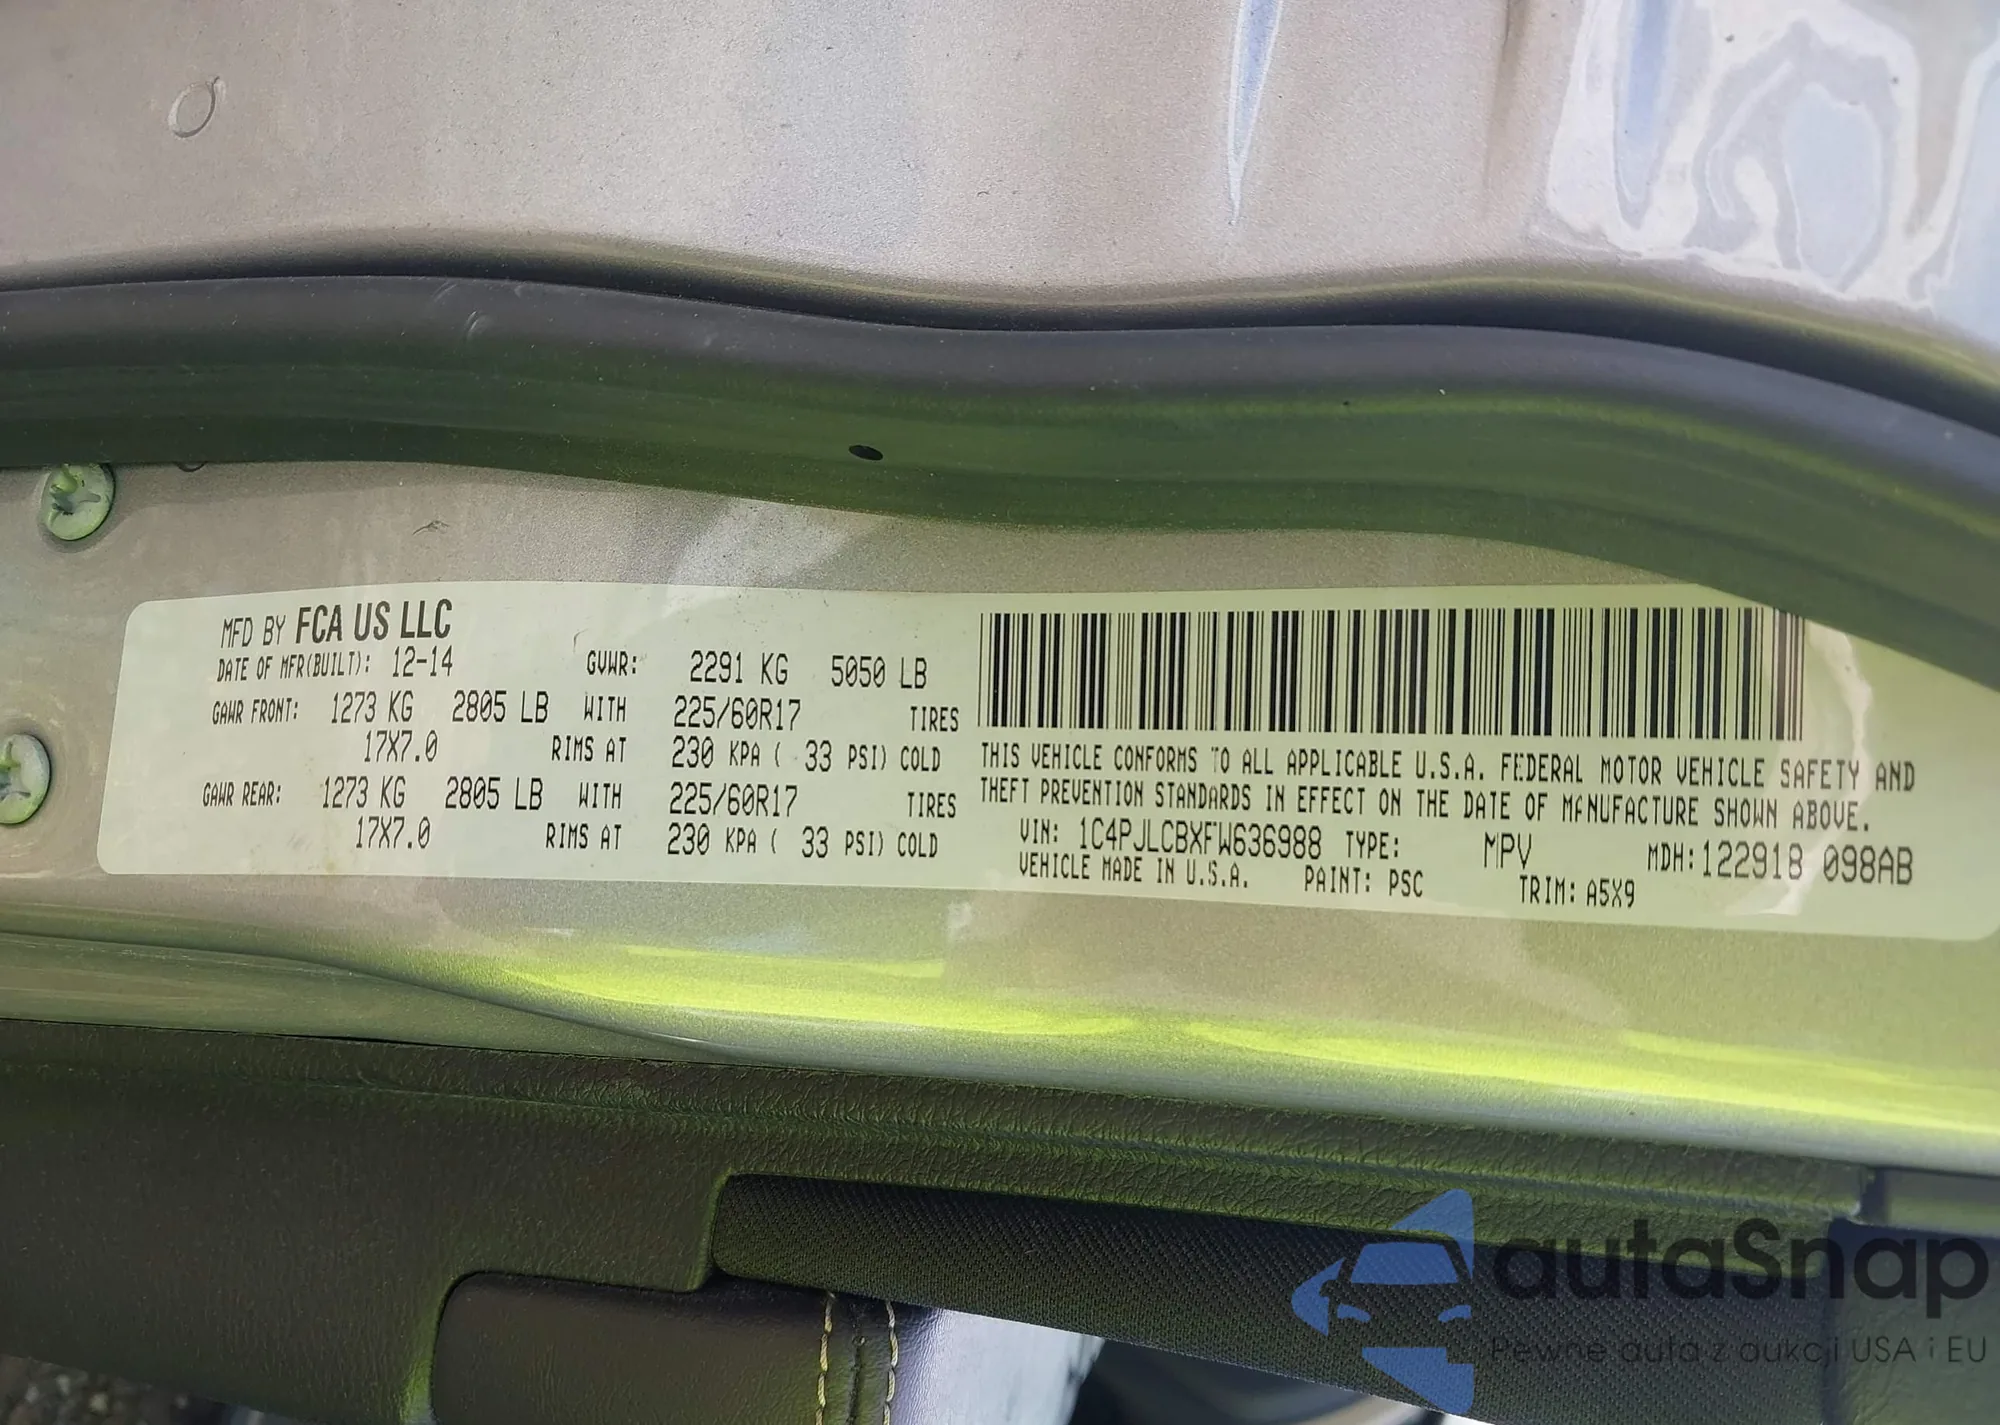 MFD BY FCA US LLC
DATE OF MFR(BUILT): 12-14 GVWR: 2291 KG 5050 LB
GAWR FRONT: 1273 KG 2805 LB WITH 225/60R17 TIRES
17X7.0 RIMS AT 230 KPA ( 33 PSI) COLD
GAWR REAR: 1273 KG 2805 LB WITH 225/60R17 TIRES
17X7.0 RIMS AT 230 KPA ( 33 PSI) COLD
THIS VEHICLE CONFORMS TO ALL APPLICABLE U.S.A. FEDERAL MOTOR VEHICLE SAFETY AND
THEFT PREVENTION STANDARDS IN EFFECT ON THE DATE OF MANUFACTURE SHOWN ABOVE.
VIN: 1C4PJLCBXFW636988 TYPE: MPV MDH: 122918 098AB
VEHICLE MADE IN U.S.A. PAINT: PSC TRIM: A5X9
autaSnap
Pewne auta z aukcji USA i EU